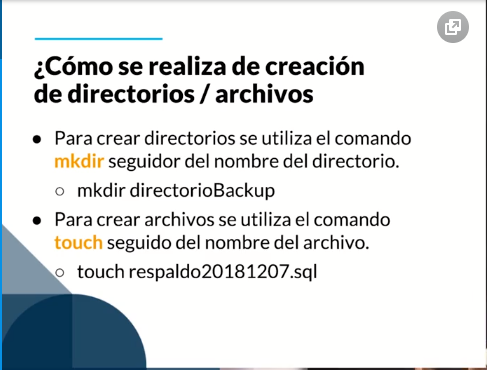 ¿Cómo se realiza de creación
de directorios / archivos
● Para crear directorios se utiliza el comando
mkdir seguidor del nombre del directorio.
○ mkdir directorioBackup
● Para crear archivos se utiliza el comando
touch seguido del nombre del archivo.
○ touch respaldo20181207.sql